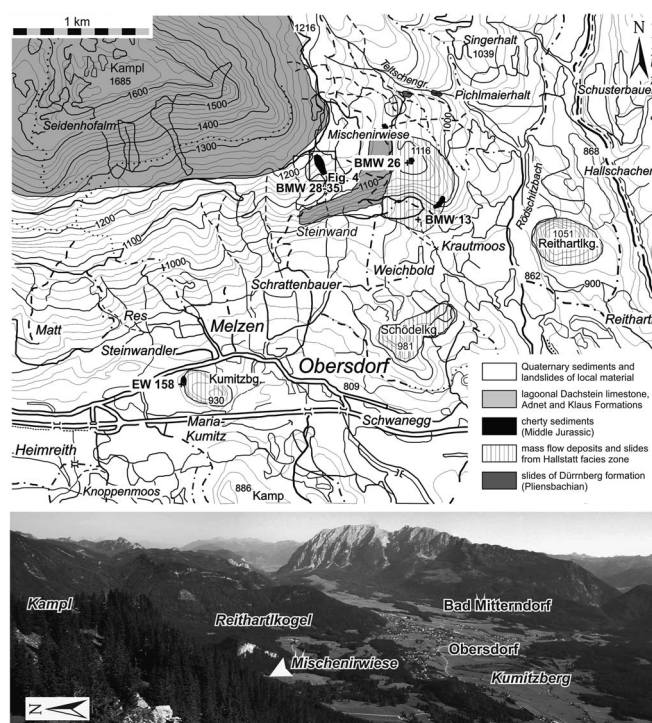 1 km
1216
Singerhalt
1039
N
Kampl
1685
Teltschengr.
Pichlmaierhalt
Schusterbauer
1600
1500
1000
Seidenhofalm
1400
1300
Mischenirwiese
868
Hallschachen
1116
BMW 26
1200
Fig. 4
BMW 28-35
1100
Rödschitzbach
BMW 13
1200
Steinwand
1051
Reithartlkg.
1100
Krautmoos
1000
Weichbold
862
900
Schrattenbauer
Reitharth
Matt
Res
Melzen
Schödelkg.
981
Steinwandler
Obersdorf
EW 158
Kumitzbg.
930
809
Maria-
Kumitz
Schwanegg
Heimreith
Knoppenmoos
886
Kamp
Quaternary sediments and
landslides of local material
lagoonal Dachstein limestone,
Adnet and Klaus Formations
cherty sediments
(Middle Jurassic)
mass flow deposits and slides
from Hallstatt facies zone
slides of Dürrnberg formation
(Pliensbachian)
Kampl
Reithartlkogel
Bad Mitterndorf
Obersdorf
Mischenirwiese
Kumitzberg
N